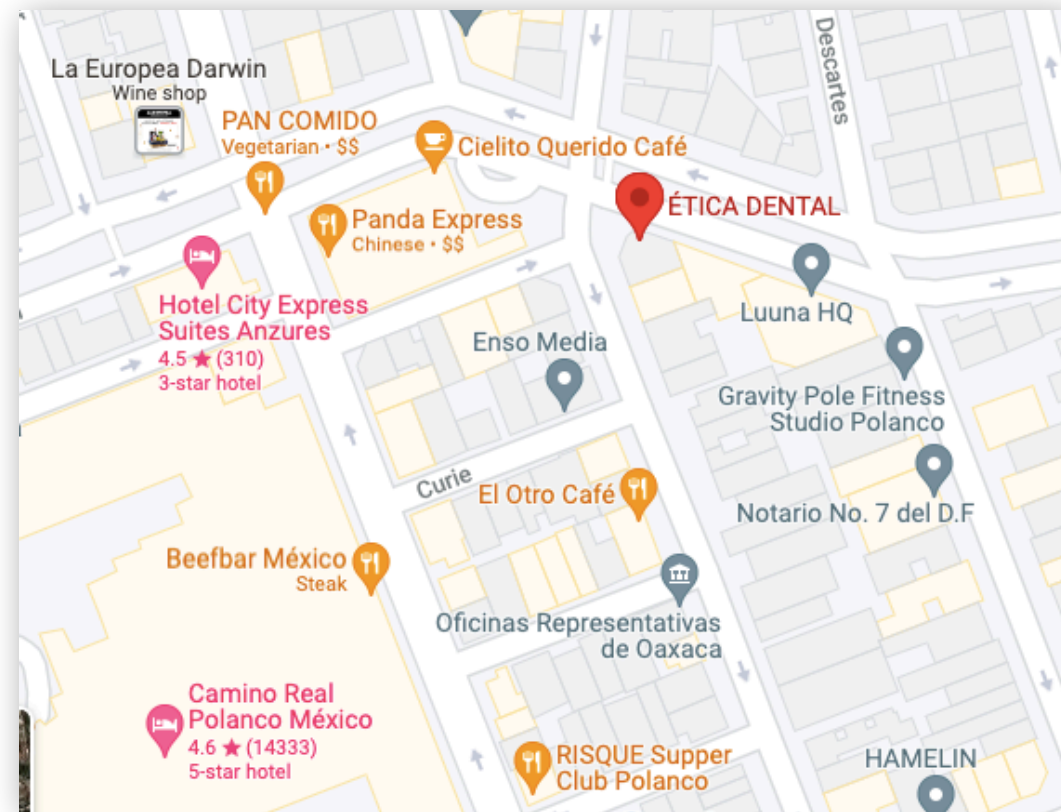 Descartes
La Europea Darwin
Wine shop
PAN COMIDO
Vegetarian · $$
Cielito Querido Café
ÉTICA DENTAL
Panda Express
Chinese · $$
Hotel City Express
Suites Anzures
4.5 ★ (310)
3-star hotel
Luuna HQ
Enso Media
Gravity Pole Fitness
Studio Polanco
Curie
El Otro Café
Notario No. 7 del D.F
Beefbar México
Steak
Oficinas Representativas
de Oaxaca
Camino Real
Polanco México
4.6 ★ (14333)
5-star hotel
RISQUE Supper
Club Polanco
HAMELIN